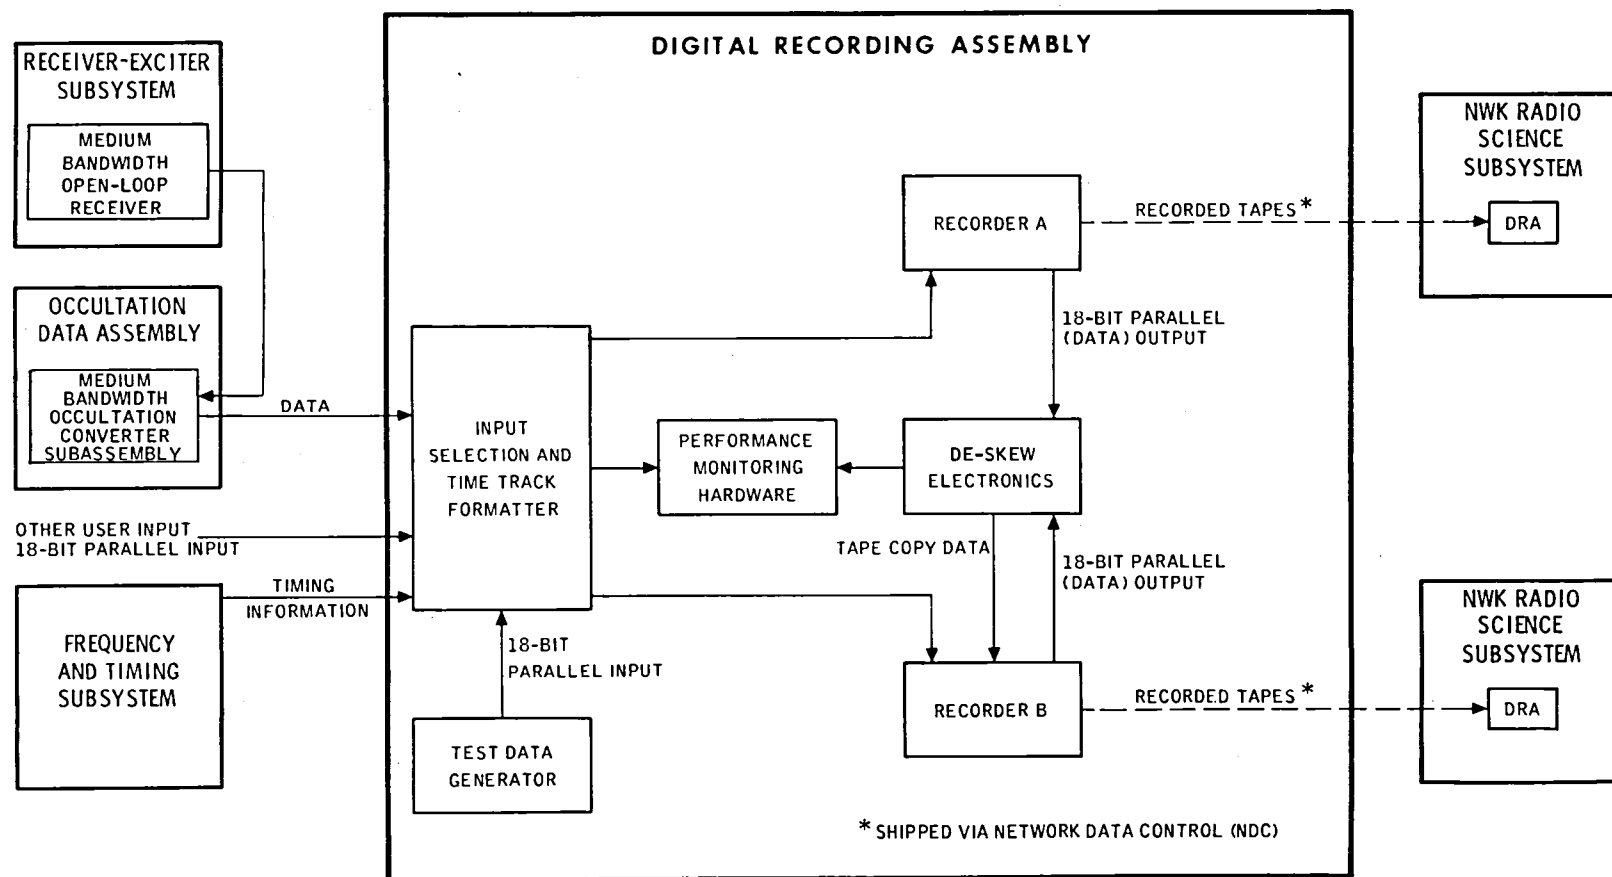 DIGITAL RECORDING ASSEMBLY
RECEIVER-EXCITER
SUBSYSTEM
MEDIUM
BANDWIDTH
OPEN-LOOP
RECEIVER
OCCULTATION
DATA ASSEMBLY
MEDIUM
BANDWIDTH
OCCULTATION
CONVERTER
SUBASSEMBLY
DATA
OTHER USER INPUT
18-BIT PARALLEL INPUT
TIMING
INFORMATION
FREQUENCY
AND TIMING
SUBSYSTEM
INPUT
SELECTION AND
TIME TRACK
FORMATTER
18-BIT
PARALLEL INPUT
TEST DATA
GENERATOR
PERFORMANCE
MONITORING
HARDWARE
RECORDER A
18-BIT PARALLEL
(DATA) OUTPUT
DE-SKEW
ELECTRONICS
TAPE COPY DATA
18-BIT PARALLEL
(DATA) OUTPUT
RECORDER B
RECORDED TAPES*
RECORDED TAPES*
NWK RADIO
SCIENCE
SUBSYSTEM
DRA
NWK RADIO
SCIENCE
SUBSYSTEM
DRA
* SHIPPED VIA NETWORK DATA CONTROL (NDC)